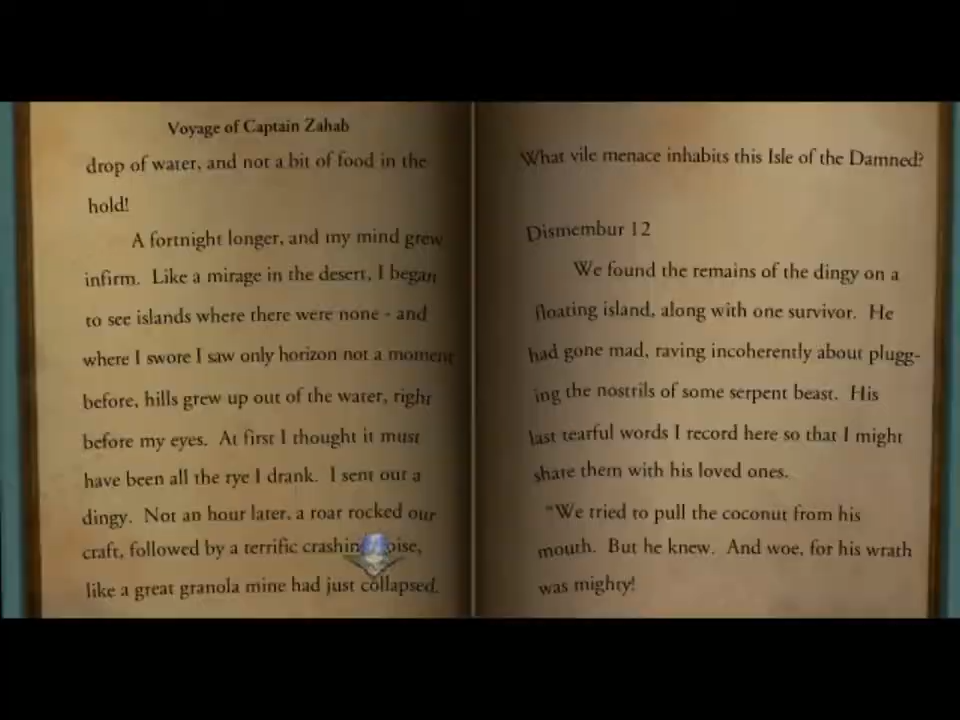 Voyage of Captain Zahab
drop of water, and not a bit of food in the
hold!
A fortnight longer, and my mind grew
infirm. Like a mirage in the desert, I began
to see islands where there were none - and
where I swore I saw only horizon not a moment
before, hills grew up out of the water, right
before my eyes. At first I thought it must
have been all the rye I drank. I sent out a
dingy. Not an hour later, a roar rocked our
craft, followed by a terrific crashing noise,
like a great granola mine had just collapsed.
What vile menace inhabits this Isle of the Damned?
Dismembur 12
We found the remains of the dingy on a
floating island, along with one survivor. He
had gone mad, raving incoherently about plugg-
ing the nostrils of some serpent beast. His
last tearful words I record here so that I might
share them with his loved ones.
"We tried to pull the coconut from his
mouth. But he knew. And woe, for his wrath
was mighty!